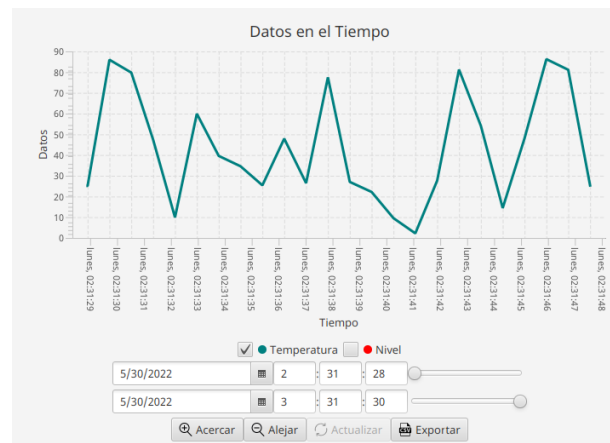 Datos en el Tiempo
90
80
70
60
50
40
30
20
10
0
Datos
lunes, 02:31:29
lunes, 02:31:30
lunes, 02:31:31
lunes, 02:31:32
lunes, 02:31:33
lunes, 02:31:34
lunes, 02:31:35
lunes, 02:31:36
lunes, 02:31:37
lunes, 02:31:38
lunes, 02:31:39
lunes, 02:31:40
lunes, 02:31:41
lunes, 02:31:42
lunes, 02:31:43
lunes, 02:31:44
lunes, 02:31:45
lunes, 02:31:46
lunes, 02:31:47
lunes, 02:31:48
Tiempo
Temperatura Nivel
5/30/2022 2 : 31 : 28
5/30/2022 3 : 31 : 30
Acercar Alejar Actualizar CSV Exportar